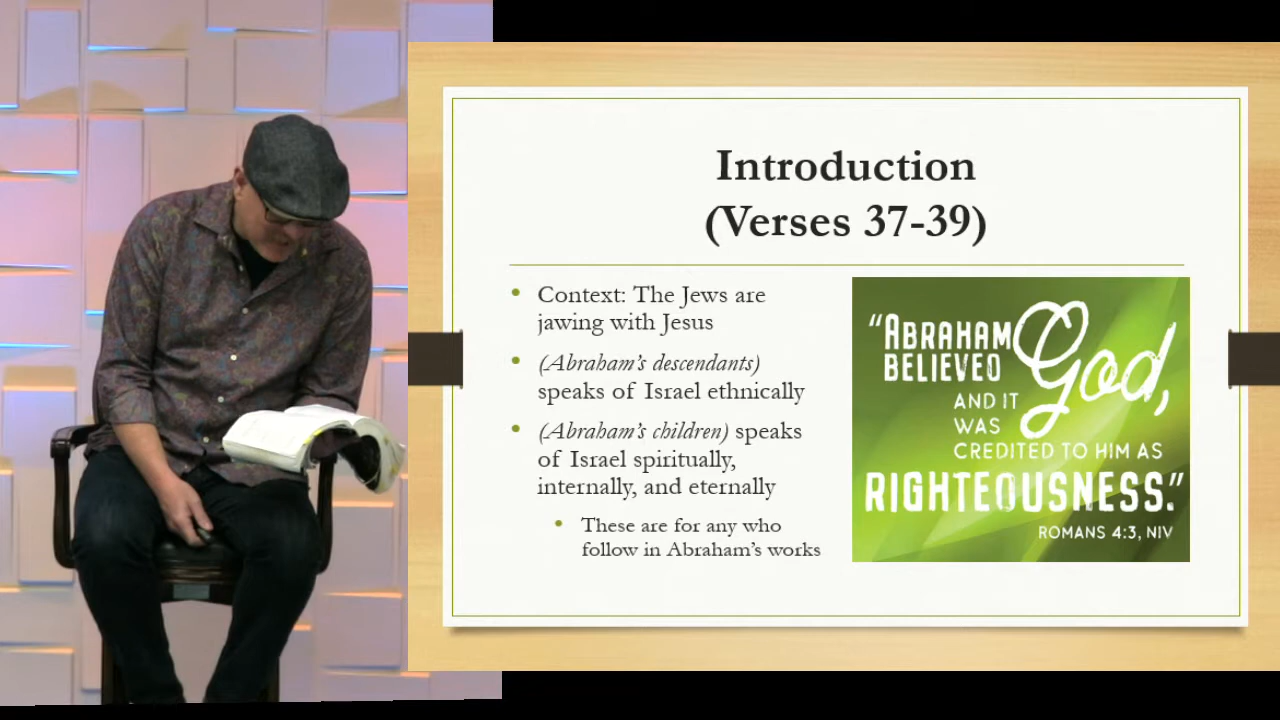 Introduction
(Verses 37-39)
• Context: The Jews are
jawing with Jesus
• (Abraham's descendants)
speaks of Israel ethnically
• (Abraham's children) speaks
of Israel spiritually,
internally, and eternally
• These are for any who
follow in Abraham's works
“ABRAHAM
BELIEVED God,
AND IT
WAS
CREDITED TO HIM AS
RIGHTEOUSNESS.”
ROMANS 4:3, NIV